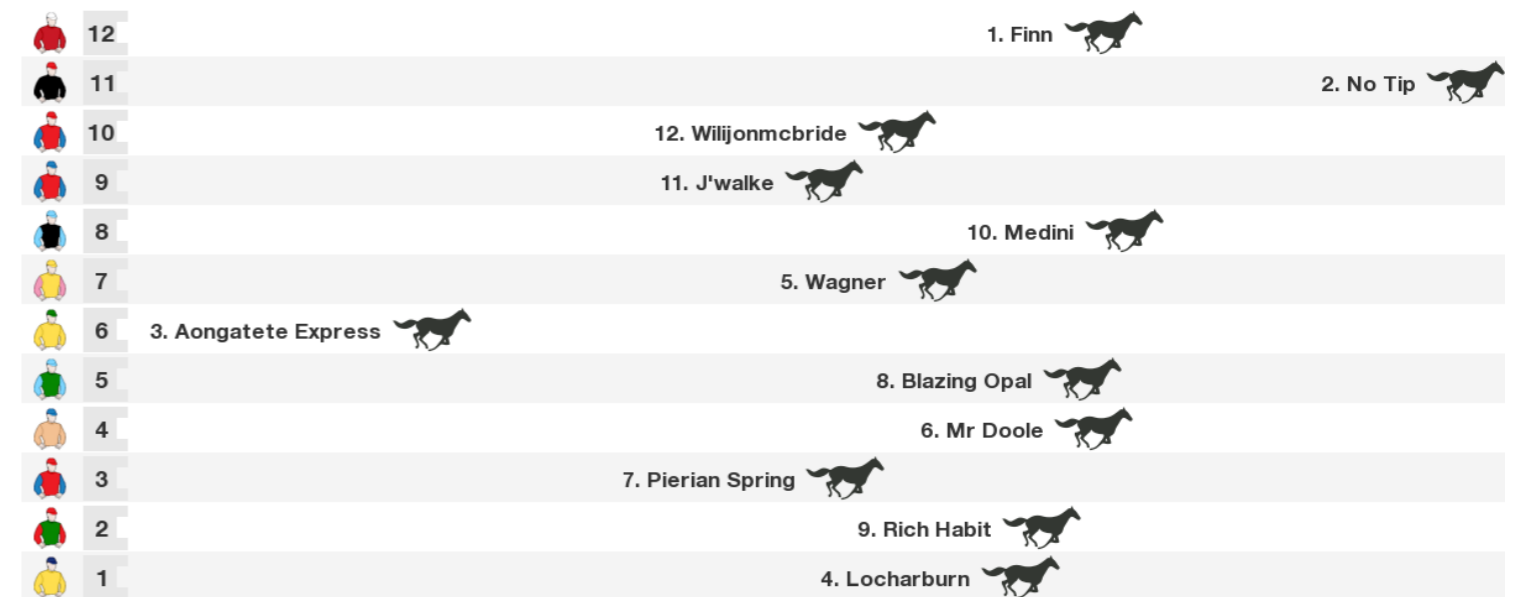 12 1. Finn
11 2. No Tip
10 12. Wilijonmcbride
9 11. J'walke
8 10. Medini
7 5. Wagner
6 3. Aongatete Express
5 8. Blazing Opal
4 6. Mr Doole
3 7. Pierian Spring
2 9. Rich Habit
1 4. Locharburn